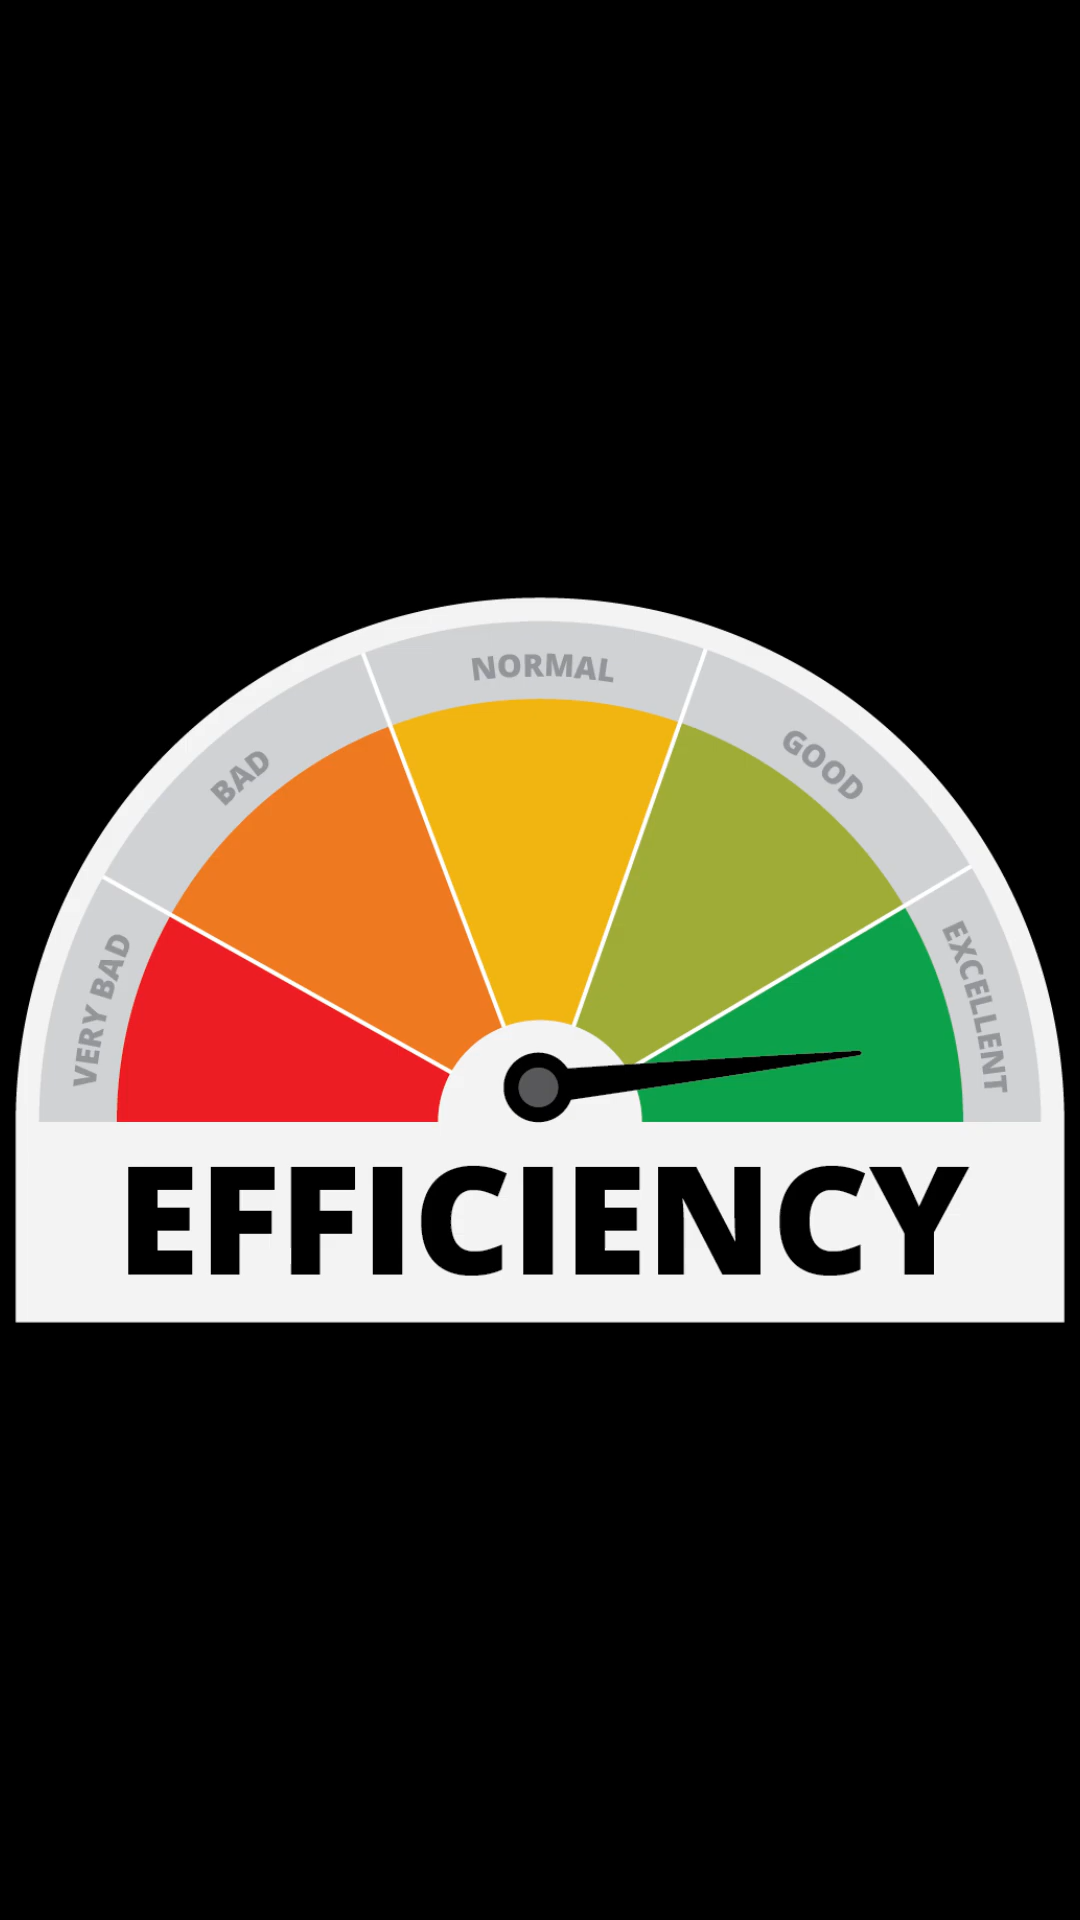 VERY BAD
BAD
NORMAL
GOOD
EXCELLENT
EFFICIENCY